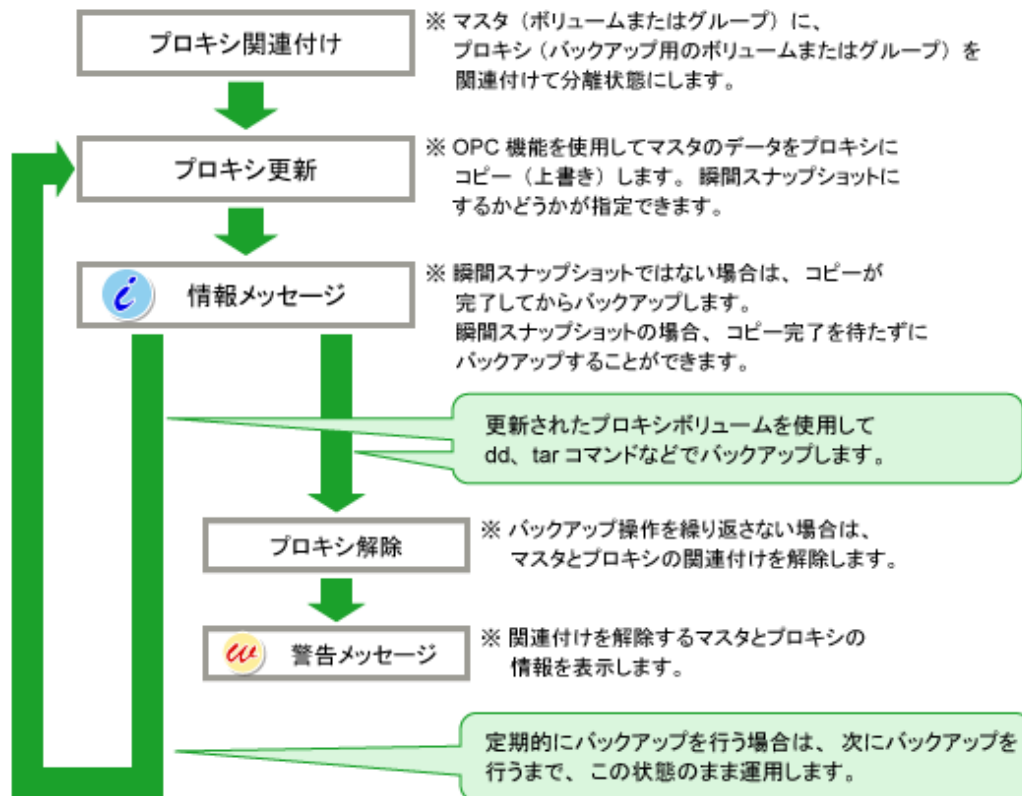 プロキシ関連付け
※ マスタ（ボリュームまたはグループ）に、
プロキシ（バックアップ用のボリュームまたはグループ）を
関連付けて分離状態にします。
プロキシ更新
※ OPC 機能を使用してマスタのデータをプロキシに
コピー（上書き）します。瞬間スナップショットに
するかどうかが指定できます。
i 情報メッセージ
※ 瞬間スナップショットではない場合は、コピーが
完了してからバックアップします。
瞬間スナップショットの場合、コピー完了を待たずに
バックアップすることができます。
更新されたプロキシボリュームを使用して
dd、tar コマンドなどでバックアップします。
プロキシ解除
※ バックアップ操作を繰り返さない場合は、
マスタとプロキシの関連付けを解除します。
w 警告メッセージ
※ 関連付けを解除するマスタとプロキシの
情報を表示します。
定期的にバックアップを行う場合は、次にバックアップを
行うまで、この状態のまま運用します。